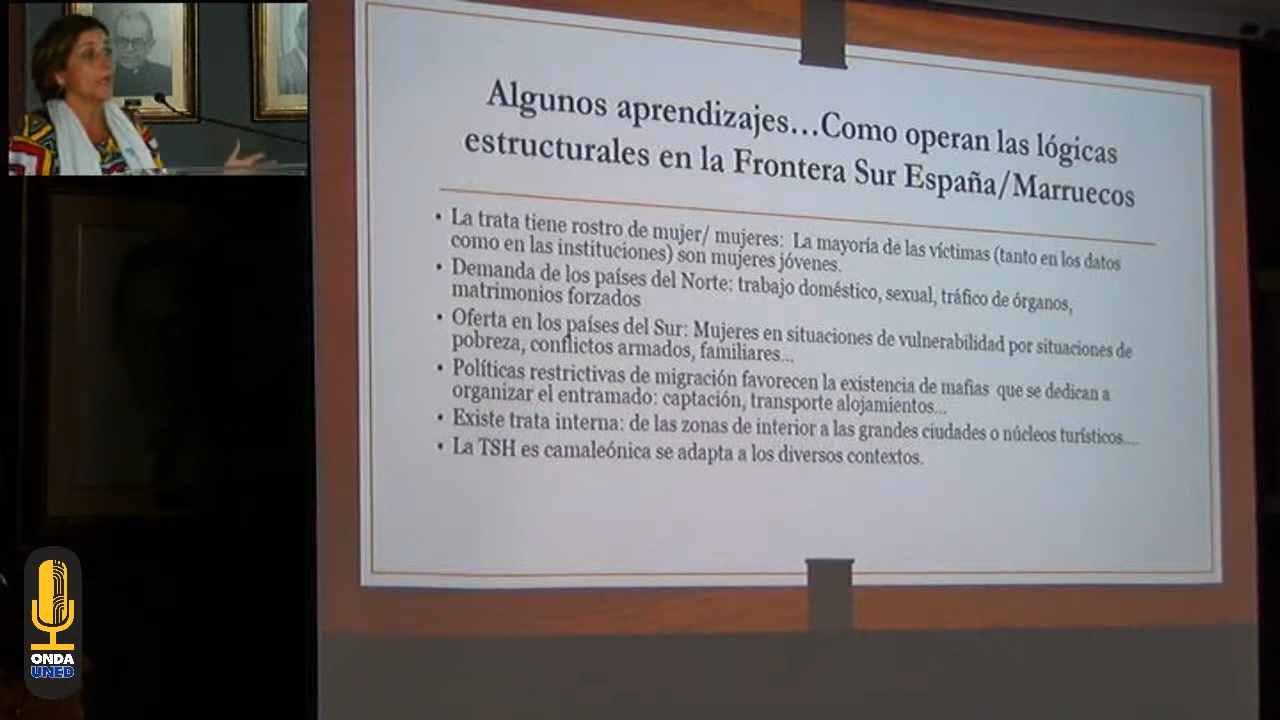 Algunos aprendizajes...Como operan las lógicas
estructurales en la Frontera Sur España/Marruecos
• La trata tiene rostro de mujer/ mujeres: La mayoría de las víctimas (tanto en los datos
como en las instituciones) son mujeres jóvenes.
• Demanda de los países del Norte: trabajo doméstico, sexual, tráfico de órganos,
matrimonios forzados
• Oferta en los países del Sur: Mujeres en situaciones de vulnerabilidad por situaciones de
pobreza, conflictos armados, familiares...
• Políticas restrictivas de migración favorecen la existencia de mafias que se dedican a
organizar el entramado: captación, transporte alojamientos...
• Existe trata interna: de las zonas de interior a las grandes ciudades o núcleos turísticos....
• La TSH es camaleónica se adapta a los diversos contextos.
ONDA
UNED